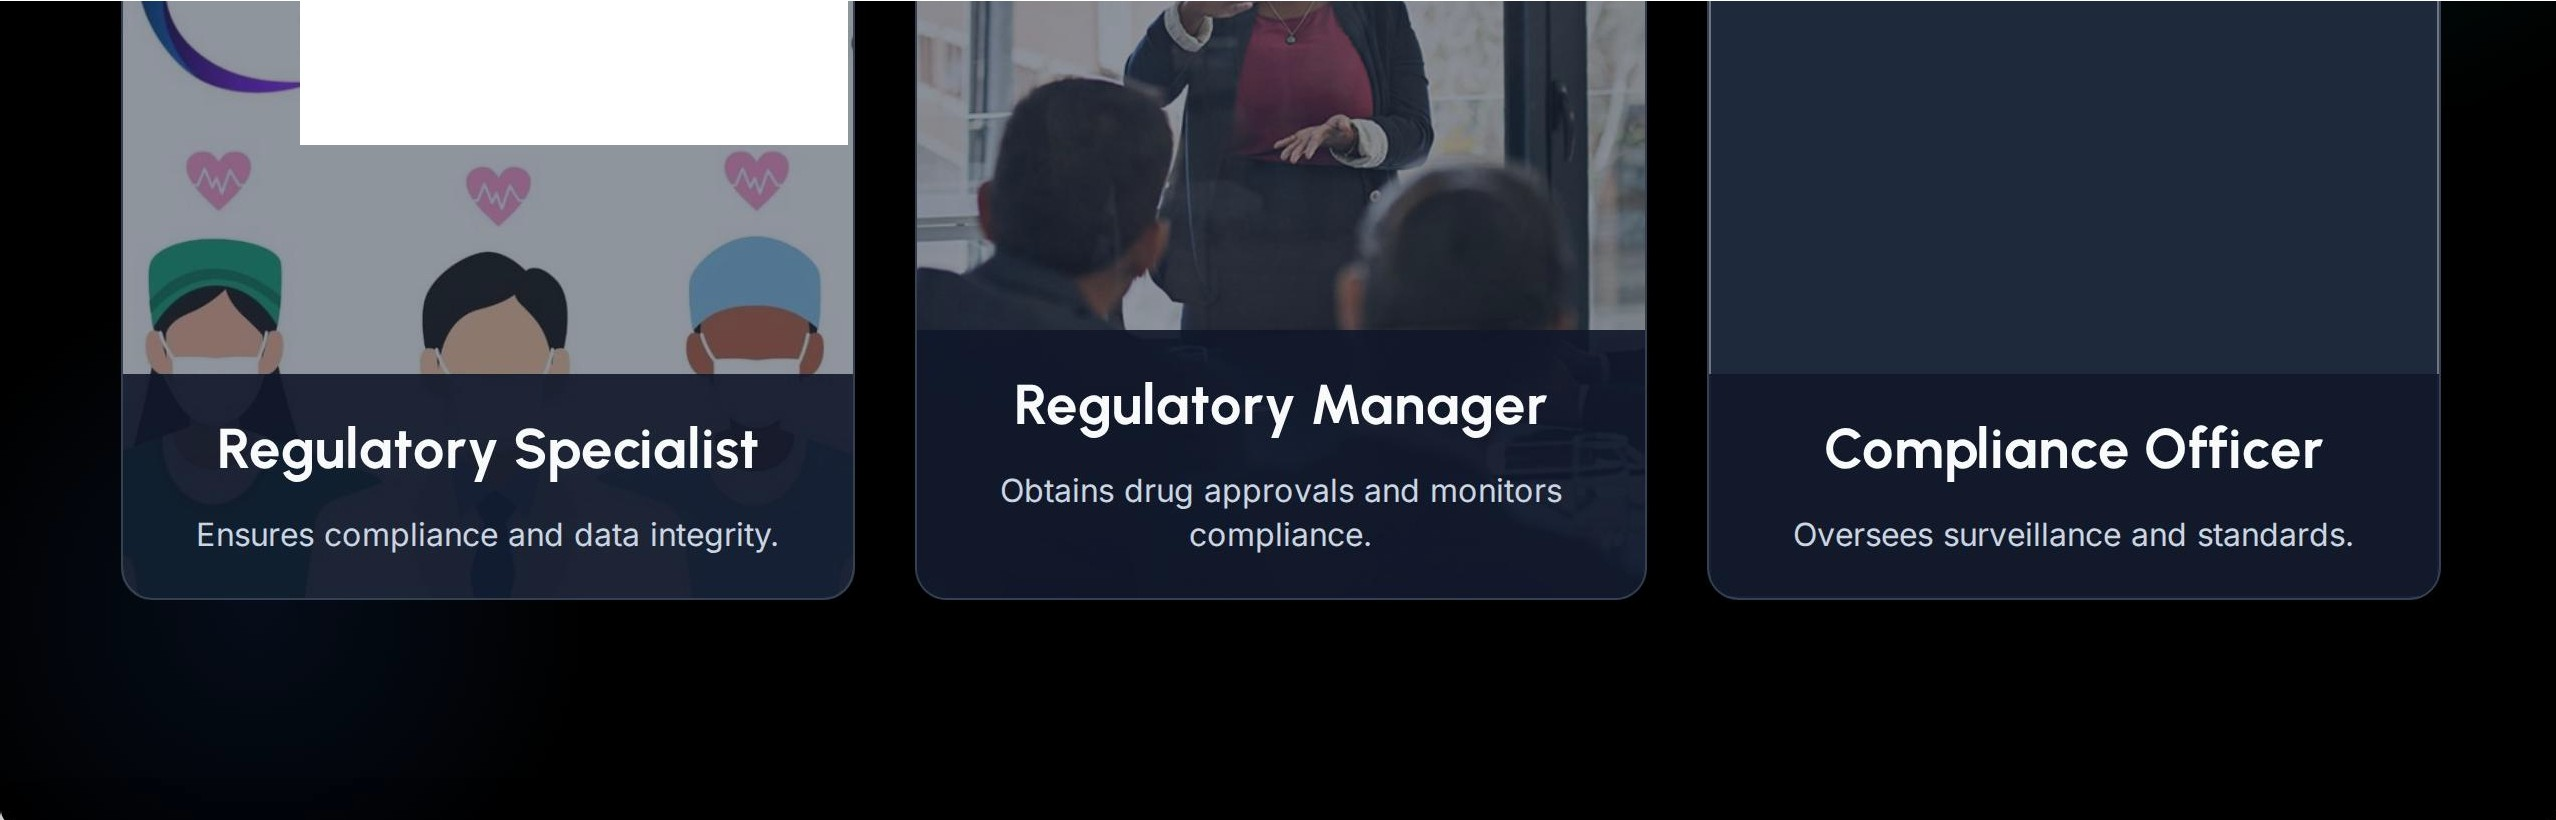 Regulatory Specialist
Ensures compliance and data integrity.
Regulatory Manager
Obtains drug approvals and monitors
compliance.
Compliance Officer
Oversees surveillance and standards.